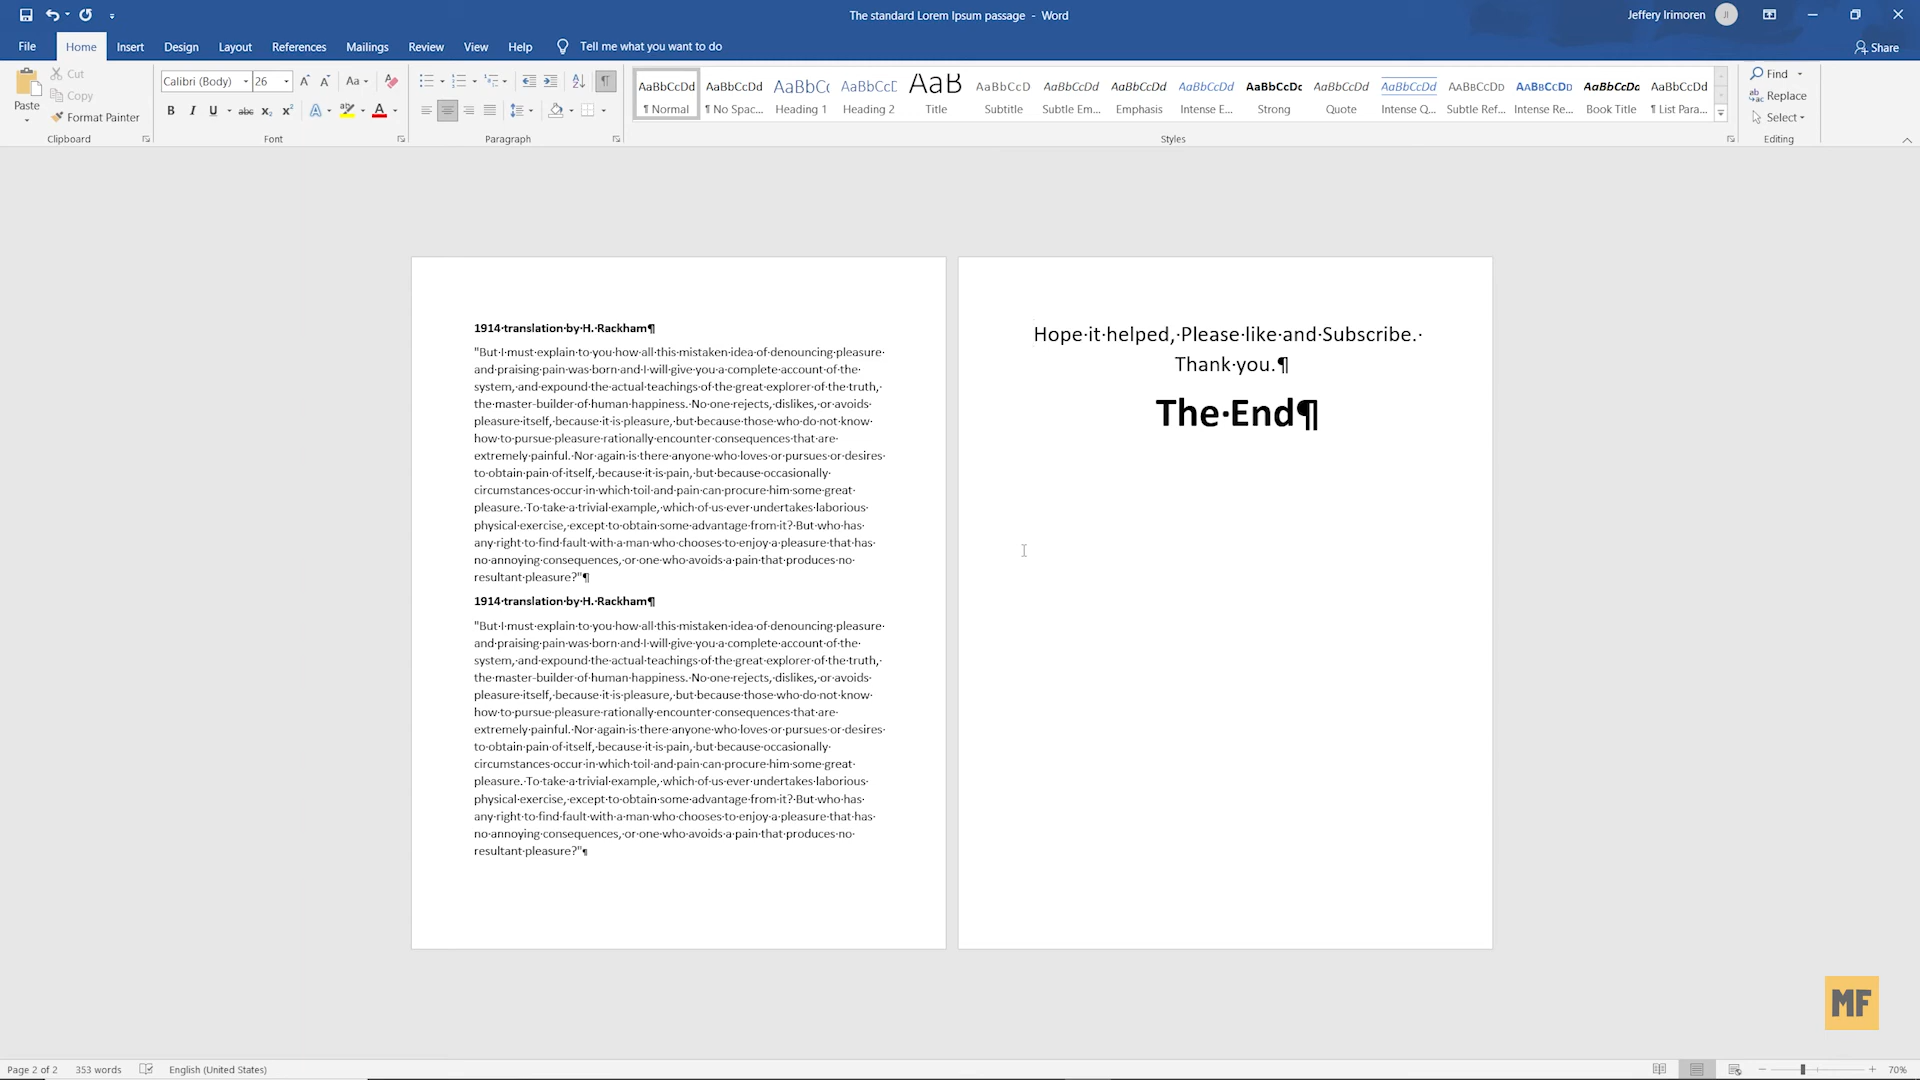 The standard Lorem Ipsum passage - Word
Jeffery Irimoren
JI
File Home Insert Design Layout References Mailings Review View Help Tell me what you want to do
Share
Paste
Cut
Copy
Format Painter
Clipboard
Calibri (Body) 26
Font
Paragraph
AaBbCcDd AaBbCcDd AaBbC( AaBbCcC AaB AaBbCcD AaBbCcDd AaBbCcDd AaBbCcDd AaBbCcDc AaBbCcDd AaBbCcDd AaBbCcDd AaBbCcDd AaBbCcDd AaBbCcDd
¶ Normal ¶ No Spac... Heading 1 Heading 2 Title Subtitle Subtle Em... Emphasis Intense E... Strong Quote Intense Q... Subtle Ref... Intense Re... Book Title ¶ List Para...
Styles
Find
Replace
Select
Editing
1914·translation·by·H.·Rackham¶
"But·I·must·explain·to·you·how·all·this·mistaken·idea·of·denouncing·pleasure·
and·praising·pain·was·born·and·I·will·give·you·a·complete·account·of·the·
system,·and·expound·the·actual·teachings·of·the·great·explorer·of·the·truth,·
the·master-builder·of·human·happiness.·No·one·rejects,·dislikes,·or·avoids·
pleasure·itself,·because·it·is·pleasure,·but·because·those·who·do·not·know·
how·to·pursue·pleasure·rationally·encounter·consequences·that·are·
extremely·painful.·Nor·again·is·there·anyone·who·loves·or·pursues·or·desires·
to·obtain·pain·of·itself,·because·it·is·pain,·but·because·occasionally·
circumstances·occur·in·which·toil·and·pain·can·procure·him·some·great·
pleasure.·To·take·a·trivial·example,·which·of·us·ever·undertakes·laborious·
physical·exercise,·except·to·obtain·some·advantage·from·it?·But·who·has·
any·right·to·find·fault·with·a·man·who·chooses·to·enjoy·a·pleasure·that·has·
no·annoying·consequences,·or·one·who·avoids·a·pain·that·produces·no·
resultant·pleasure?"¶
1914·translation·by·H.·Rackham¶
"But·I·must·explain·to·you·how·all·this·mistaken·idea·of·denouncing·pleasure·
and·praising·pain·was·born·and·I·will·give·you·a·complete·account·of·the·
system,·and·expound·the·actual·teachings·of·the·great·explorer·of·the·truth,·
the·master-builder·of·human·happiness.·No·one·rejects,·dislikes,·or·avoids·
pleasure·itself,·because·it·is·pleasure,·but·because·those·who·do·not·know·
how·to·pursue·pleasure·rationally·encounter·consequences·that·are·
extremely·painful.·Nor·again·is·there·anyone·who·loves·or·pursues·or·desires·
to·obtain·pain·of·itself,·because·it·is·pain,·but·because·occasionally·
circumstances·occur·in·which·toil·and·pain·can·procure·him·some·great·
pleasure.·To·take·a·trivial·example,·which·of·us·ever·undertakes·laborious·
physical·exercise,·except·to·obtain·some·advantage·from·it?·But·who·has·
any·right·to·find·fault·with·a·man·who·chooses·to·enjoy·a·pleasure·that·has·
no·annoying·consequences,·or·one·who·avoids·a·pain·that·produces·no·
resultant·pleasure?"¶
Hope·it·helped,·Please·like·and·Subscribe.·
Thank·you.¶
The·End¶
MF
Page 2 of 2 353 words English (United States)
70%